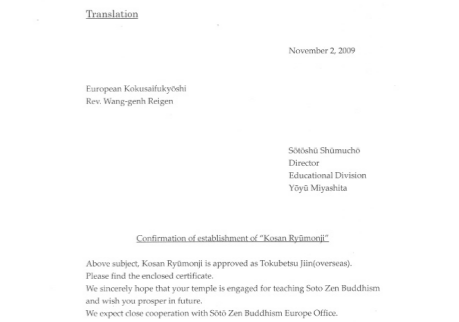 Translation
November 2, 2009
European Kokusaifukyōshi
Rev. Wang-genh Reigen
Sōtōshū Shūmuchō
Director
Educational Division
Yōyū Miyashita
Confirmation of establishment of "Kosan Ryūmonji"
Above subject, Kosan Ryūmonji is approved as Tokubetsu Jiin(overseas).
Please find the enclosed certificate.
We sincerely hope that your temple is engaged for teaching Soto Zen Buddhism
and wish you prosper in future.
We expect close cooperation with Sōtō Zen Buddhism Europe Office.